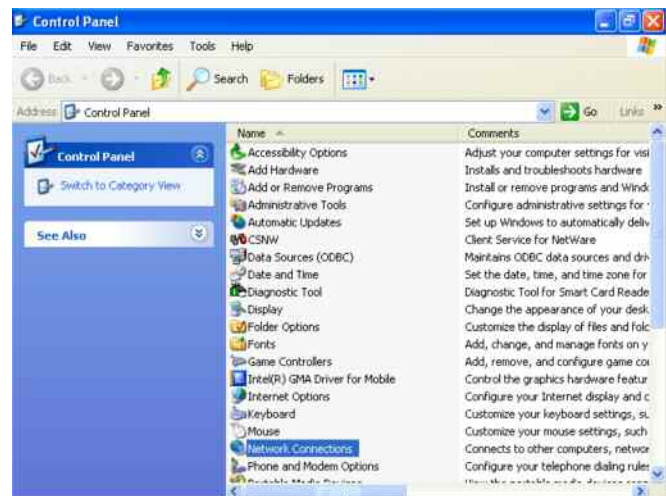 Control Panel
File Edit View Favorites Tools Help
Back Search Folders
Address Control Panel Go Links »
Control Panel
Switch to Category View
See Also
Name Comments
Accessibility Options Adjust your computer settings for visi
Add Hardware Installs and troubleshoots hardware
Add or Remove Programs Install or remove programs and Windo
Administrative Tools Configure administrative settings for
Automatic Updates Set up Windows to automatically deliv
CSNW Client Service for NetWare
Data Sources (ODBC) Maintains ODBC data sources and driv
Date and Time Set the date, time, and time zone for
Diagnostic Tool Diagnostic Tool for Smart Card Reade
Display Change the appearance of your desk
Folder Options Customize the display of files and fold
Fonts Add, change, and manage fonts on y
Game Controllers Add, remove, and configure game con
Intel(R) GMA Driver for Mobile Control the graphics hardware featur
Internet Options Configure your Internet display and c
Keyboard Customize your keyboard settings, su
Mouse Customize your mouse settings, such
Network Connections Connects to other computers, networ
Phone and Modem Options Configure your telephone dialing rules